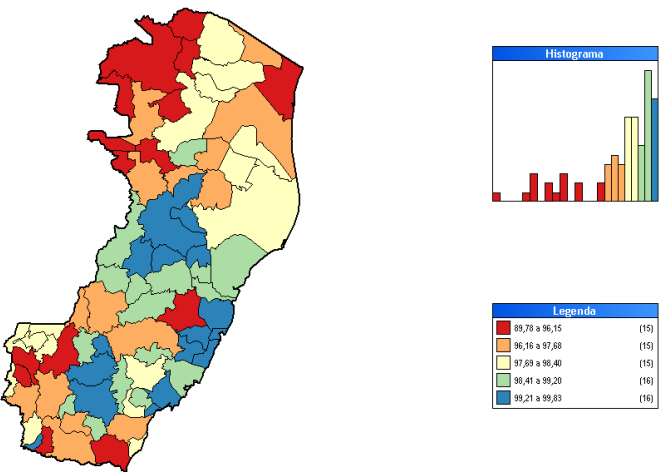 Histograma
Legenda
89,78 a 96,15 (15)
96,16 a 97,68 (15)
97,69 a 98,40 (15)
98,41 a 99,20 (16)
99,21 a 99,83 (16)